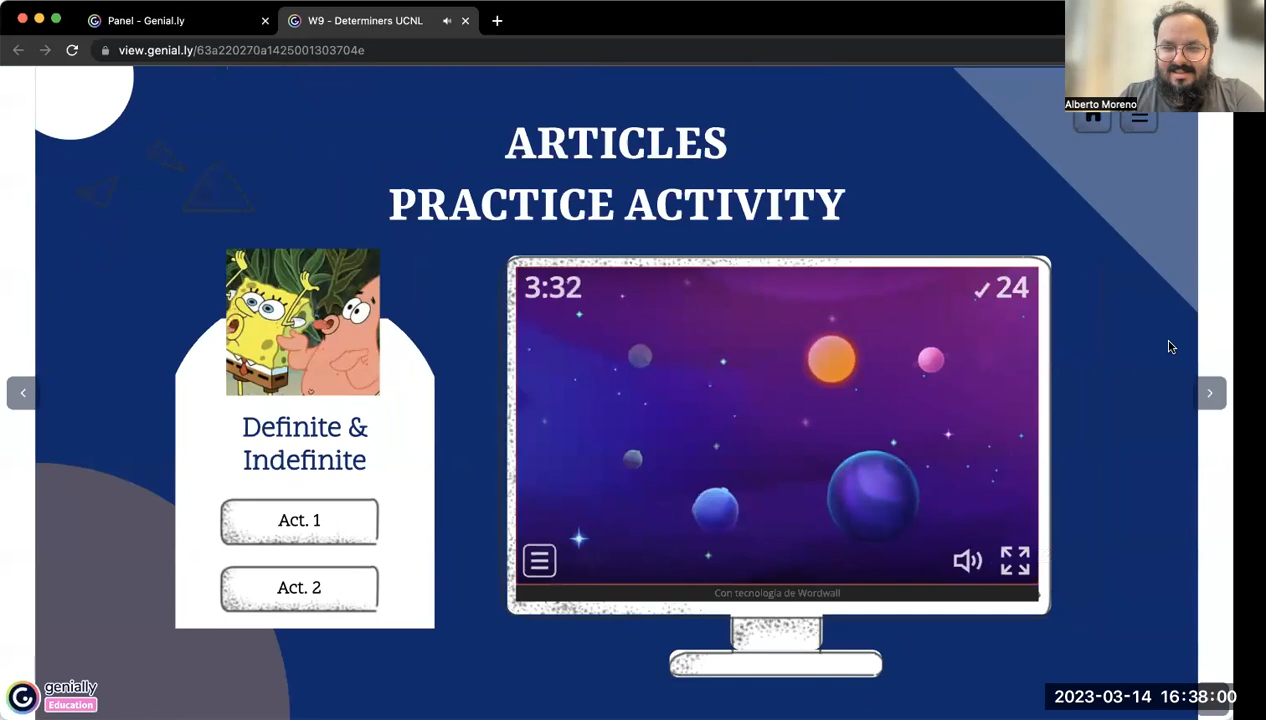 Panel - Genial.ly
W9 - Determiners UCNL
view.genial.ly/63a220270a1425001303704e
Alberto Moreno
ARTICLES
PRACTICE ACTIVITY
3:32
✓24
Definite &
Indefinite
Act. 1
Act. 2
Con tecnología de Wordwall
genially
Education
2023-03-14 16:38:00